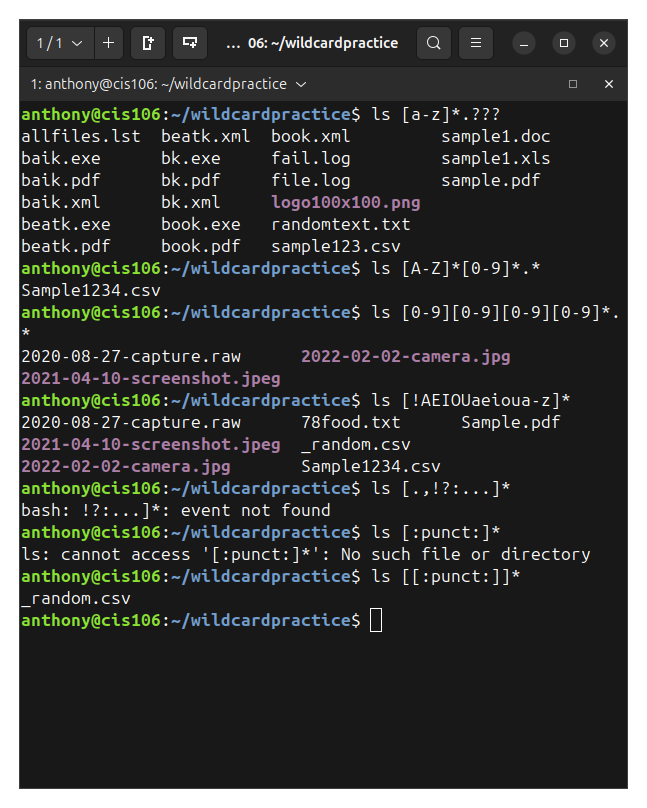 1 / 1
... 06: ~/wildcardpractice
1: anthony@cis106: ~/wildcardpractice
anthony@cis106:~/wildcardpractice$ ls [a-z]*.???
allfiles.lst  beatk.xml  book.xml         sample1.doc
baik.exe      bk.exe     fail.log         sample1.xls
baik.pdf      bk.pdf     file.log         sample.pdf
baik.xml      bk.xml     logo100x100.png
beatk.exe     book.exe   randomtext.txt
beatk.pdf     book.pdf   sample123.csv
anthony@cis106:~/wildcardpractice$ ls [A-Z]*[0-9]*.*
Sample1234.csv
anthony@cis106:~/wildcardpractice$ ls [0-9][0-9][0-9][0-9]*.
*
2020-08-27-capture.raw      2022-02-02-camera.jpg
2021-04-10-screenshot.jpeg
anthony@cis106:~/wildcardpractice$ ls [!AEIOUaeioua-z]*
2020-08-27-capture.raw      78food.txt      Sample.pdf
2021-04-10-screenshot.jpeg  _random.csv
2022-02-02-camera.jpg       Sample1234.csv
anthony@cis106:~/wildcardpractice$ ls [.,!?:...]*
bash: !?:...]*: event not found
anthony@cis106:~/wildcardpractice$ ls [:punct:]*
ls: cannot access '[:punct:]*': No such file or directory
anthony@cis106:~/wildcardpractice$ ls [[:punct:]]*
_random.csv
anthony@cis106:~/wildcardpractice$